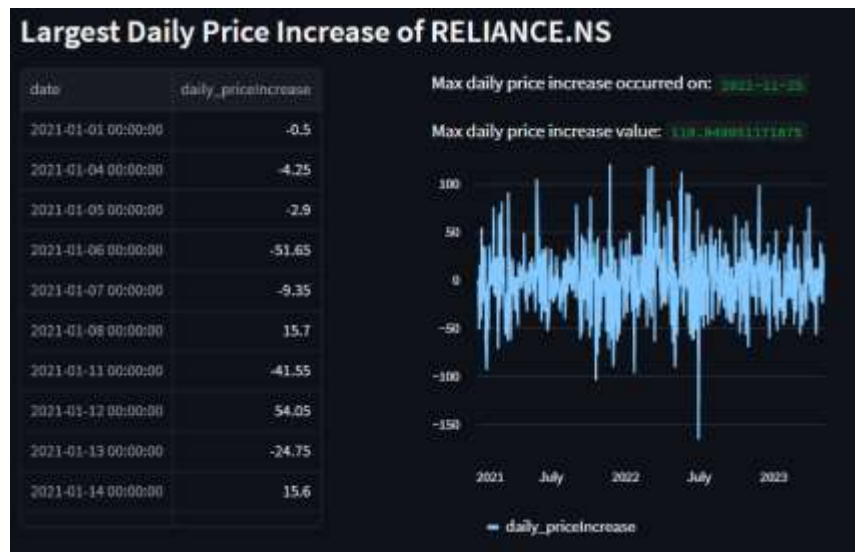 Largest Daily Price Increase of RELIANCE.NS
date daily_priceIncrease
2021-01-01 00:00:00 -0.5
2021-01-04 00:00:00 -4.25
2021-01-05 00:00:00 -2.9
2021-01-06 00:00:00 -51.65
2021-01-07 00:00:00 -9.35
2021-01-08 00:00:00 15.7
2021-01-11 00:00:00 -41.55
2021-01-12 00:00:00 54.05
2021-01-13 00:00:00 -24.75
2021-01-14 00:00:00 15.6
Max daily price increase occurred on:
Max daily price increase value:
100
50
0
−50
−100
−150
2021 July 2022 July 2023
daily_priceIncrease